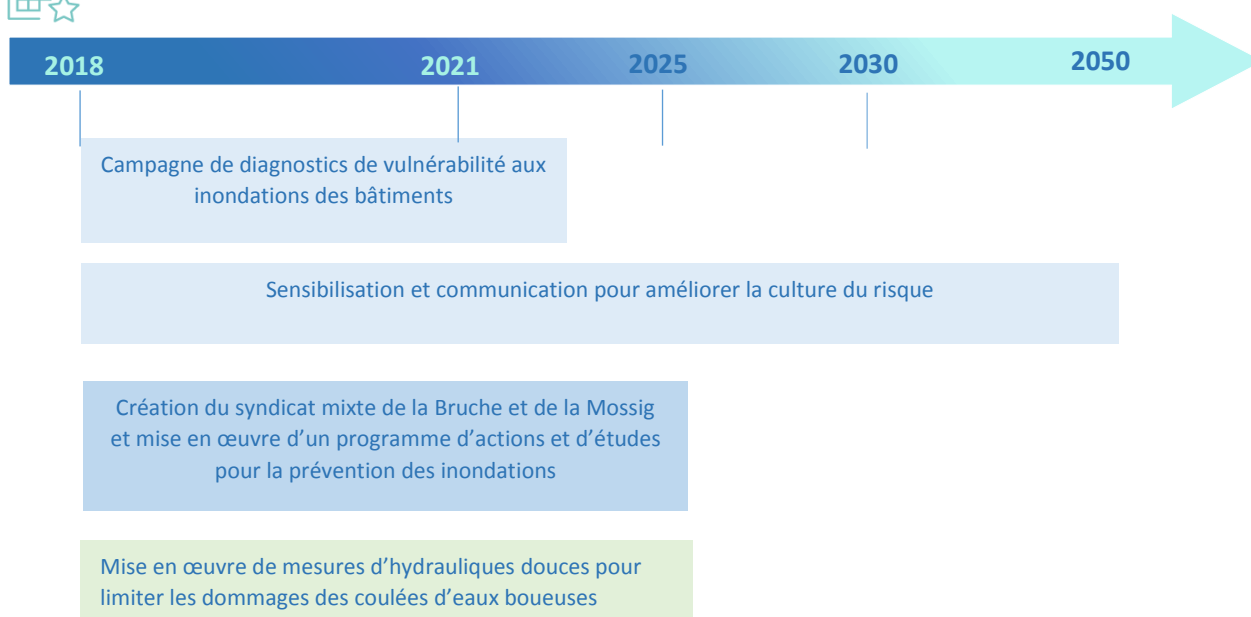 2018 2021 2025 2030 2050
Campagne de diagnostics de vulnérabilité aux
inondations des bâtiments
Sensibilisation et communication pour améliorer la culture du risque
Création du syndicat mixte de la Bruche et de la Mossig
et mise en œuvre d’un programme d’actions et d’études
pour la prévention des inondations
Mise en œuvre de mesures d’hydrauliques douces pour
limiter les dommages des coulées d’eaux boueuses